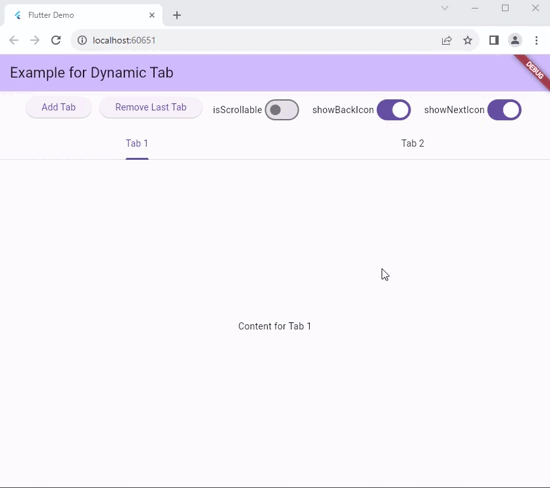 Flutter Demo
localhost:60651
Example for Dynamic Tab
DEBUG
Add Tab Remove Last Tab isScrollable showBackIcon showNextIcon
Tab 1 Tab 2
Content for Tab 1